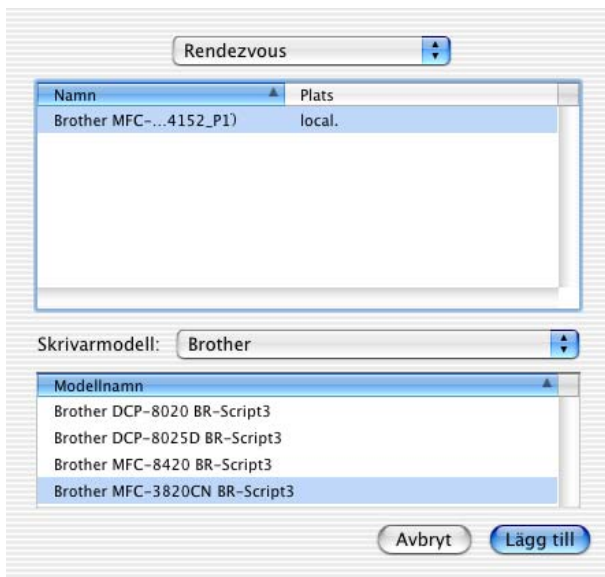 Rendezvous
Namn Plats
Brother MFC-...4152_P1) local.
Skrivarmodell: Brother
Modellnamn
Brother DCP-8020 BR-Script3
Brother DCP-8025D BR-Script3
Brother MFC-8420 BR-Script3
Brother MFC-3820CN BR-Script3
Avbryt Lägg till